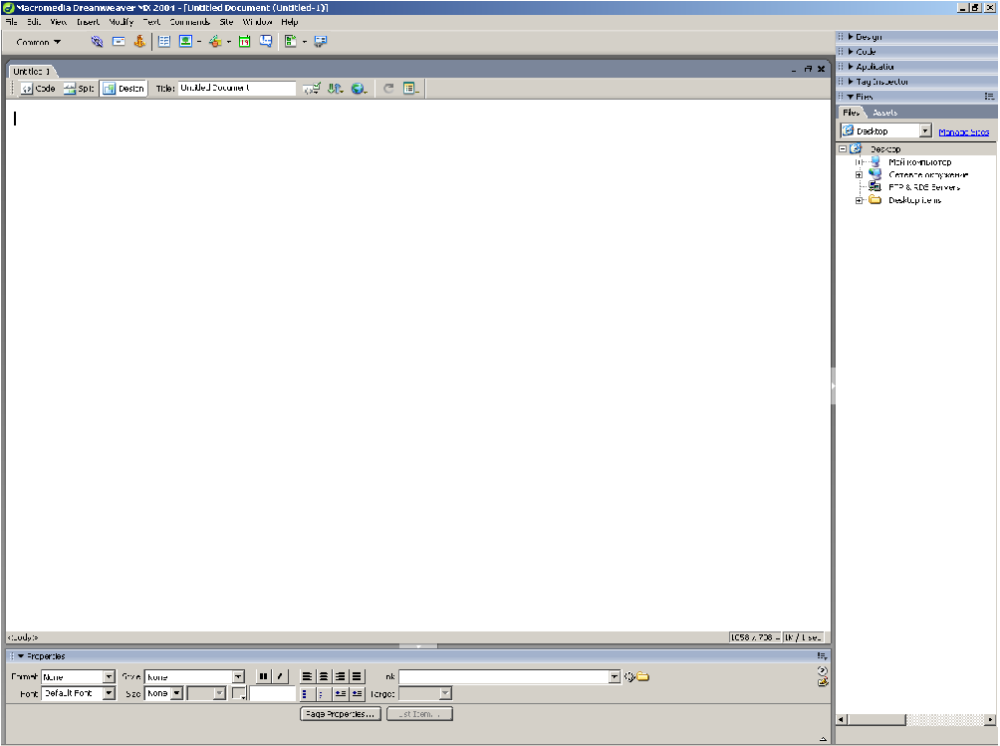 Macromedia Dreamweaver MX 2004 - [Untitled Document (Untitled-1)]
File Edit View Insert Modify Text Commands Site Window Help
Common
Design
Code
Application
Tag Inspector
Files
Untitled-1
Code Split Design Title: Untitled Document
Files Assets
Desktop Manage Sites
Desktop
Мой компьютер
Сетевое окружение
FTP & RDS Servers
Desktop items
<body>
1058 x 708 1K / 1 sec
Properties
Format None Style None Link
Font Default Font Size None Target
Page Properties... List Item...